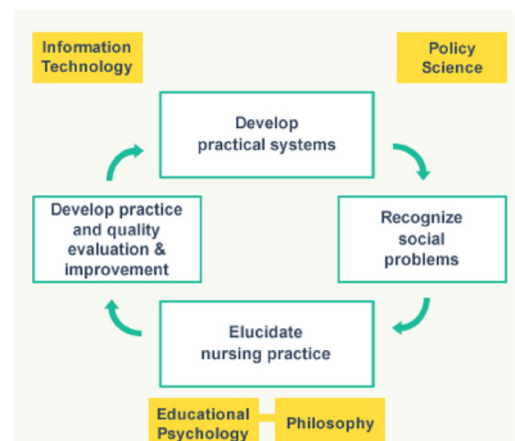 Information
Technology
Policy
Science
Develop
practical systems
Develop practice
and quality
evaluation &
improvement
Recognize
social
problems
Elucidate
nursing practice
Educational
Psychology
Philosophy